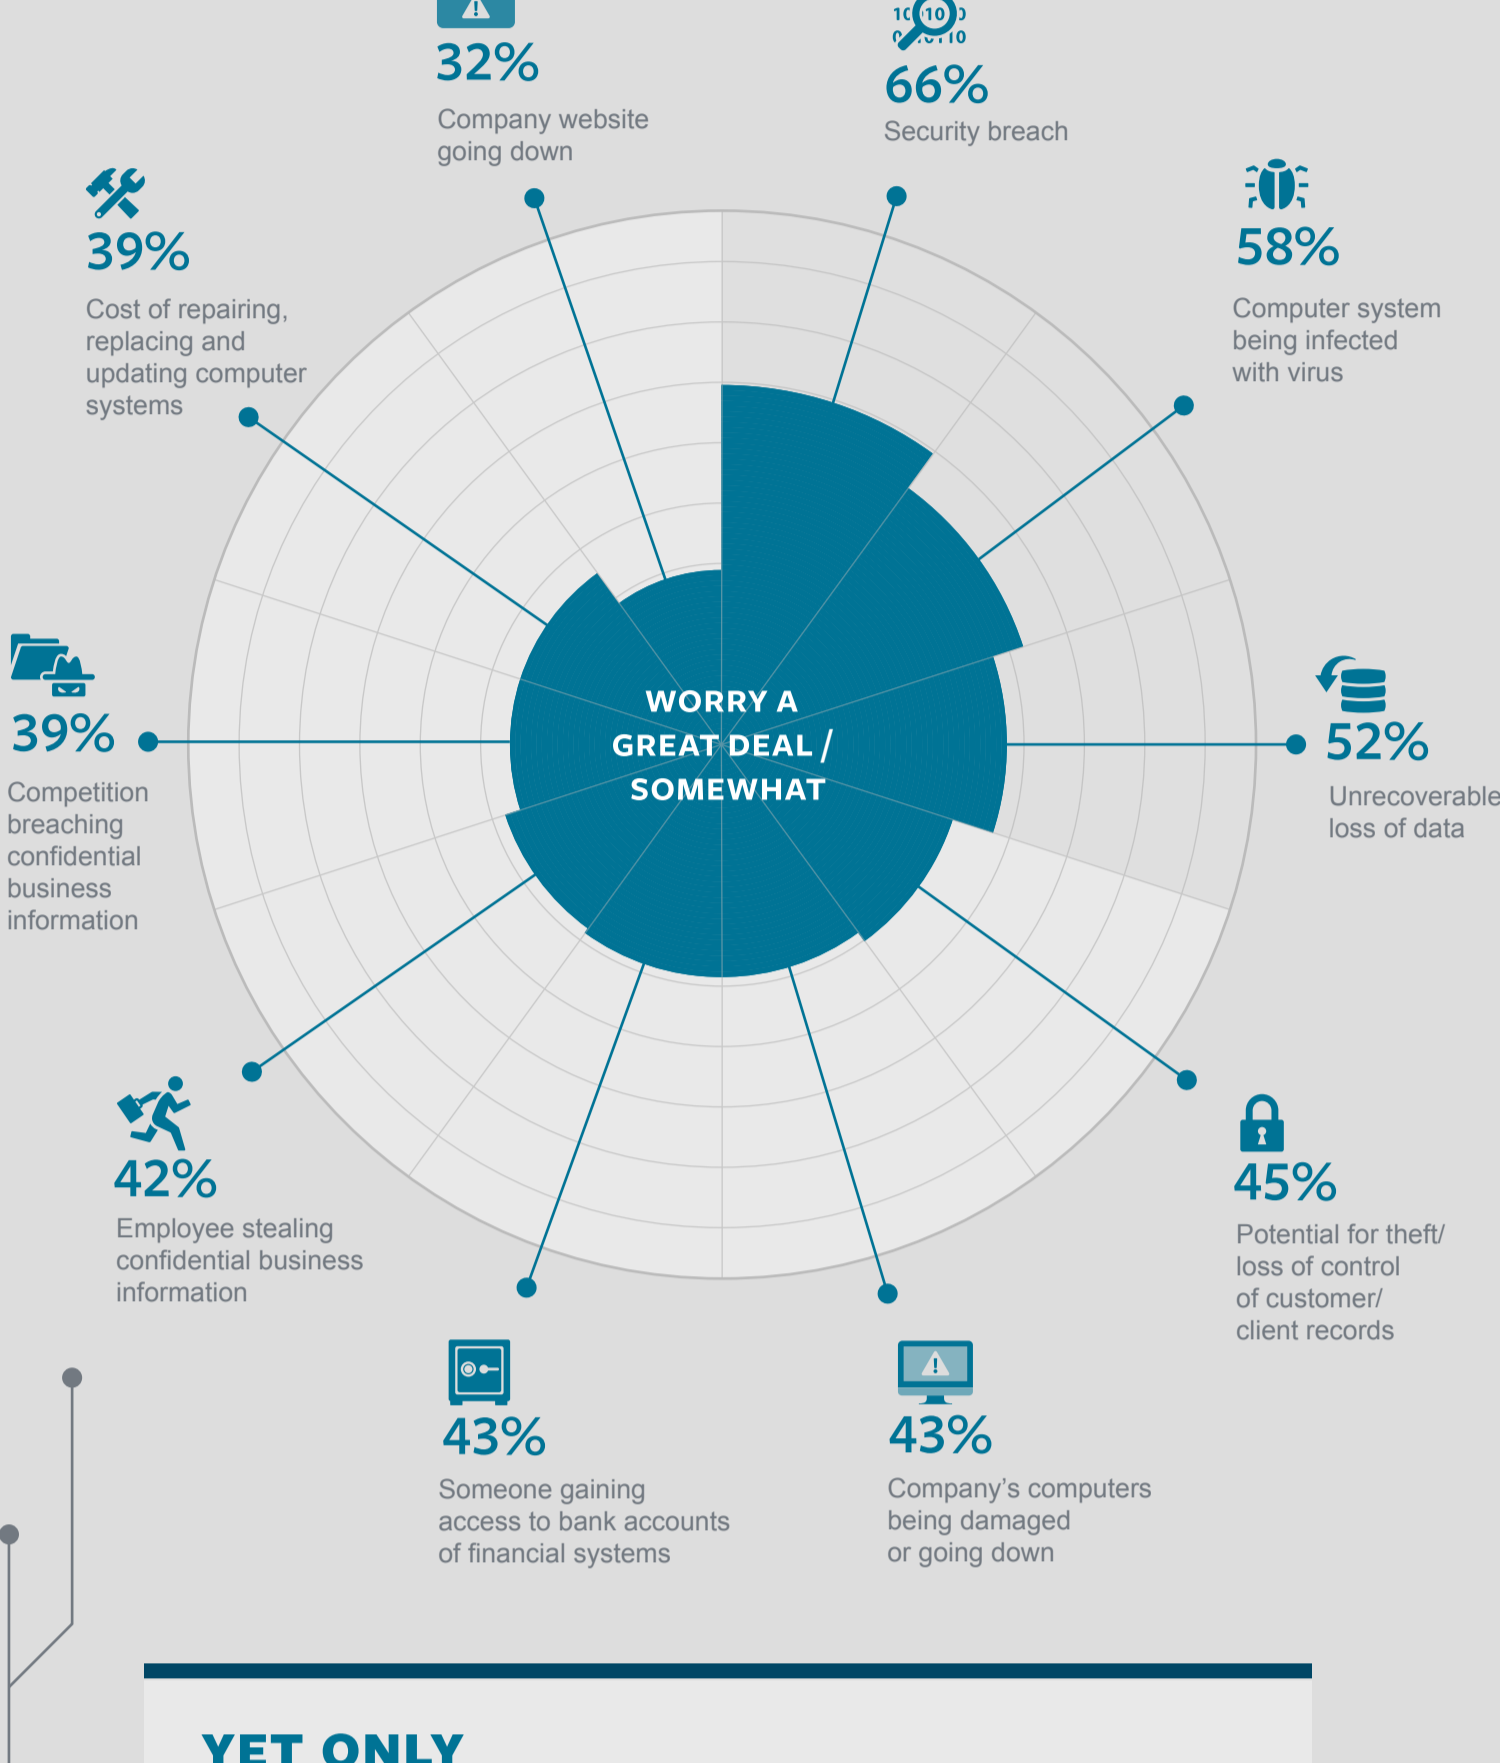 32%
Company website
going down
66%
Security breach
58%
Computer system
being infected
with virus
39%
Cost of repairing,
replacing and
updating computer
systems
WORRY A
GREAT DEAL /
SOMEWHAT
39%
Competition
breaching
confidential
business
information
52%
Unrecoverable
loss of data
42%
Employee stealing
confidential business
information
45%
Potential for theft/
loss of control
of customer/
client records
43%
Someone gaining
access to bank accounts
of financial systems
43%
Company's computers
being damaged
or going down
YET ONLY